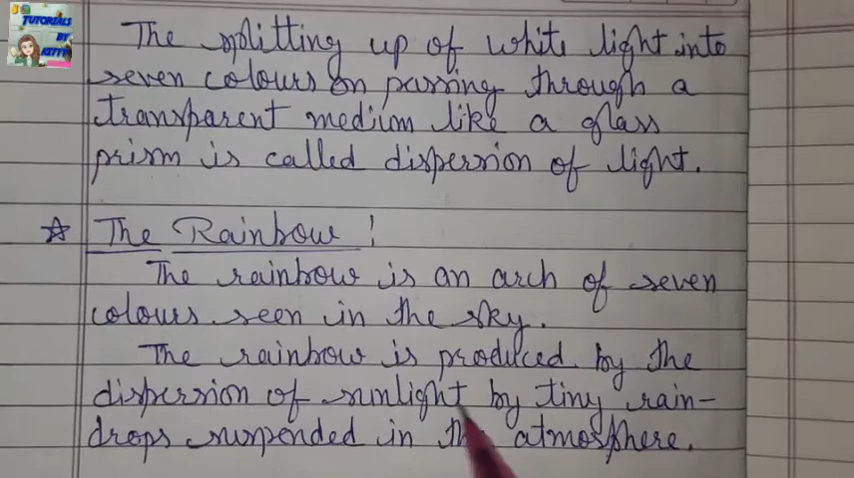 TUTORIALS
BY
KITTY
The splitting up of white light into
seven colours on passing through a
transparent medium like a glass
prism is called dispersion of light.
☆ The Rainbow!
The rainbow is an arch of seven
colours seen in the sky.
The rainbow is produced by the
dispersion of sunlight by tiny rain-
drops suspended in the atmosphere.